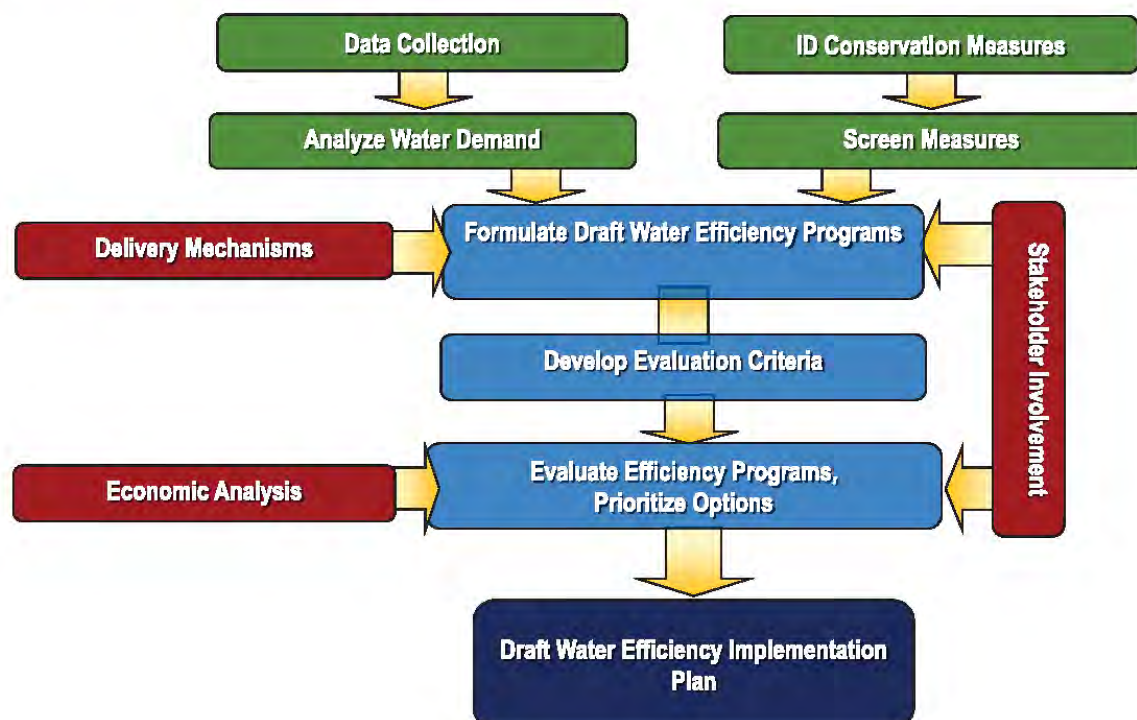 Data Collection
ID Conservation Measures
Analyze Water Demand
Screen Measures
Delivery Mechanisms
Formulate Draft Water Efficiency Programs
Stakeholder Involvement
Develop Evaluation Criteria
Economic Analysis
Evaluate Efficiency Programs,
Prioritize Options
Draft Water Efficiency Implementation
Plan